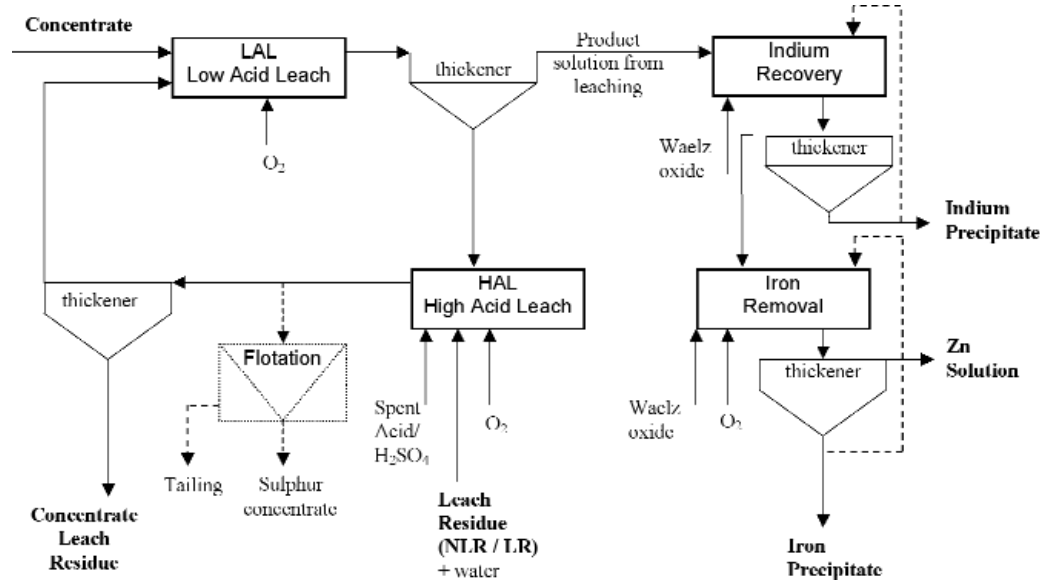 Concentrate
LAL
Low Acid Leach
O₂
thickener
Product
solution from
leaching
Indium
Recovery
Waelz
oxide
thickener
Indium
Precipitate
thickener
HAL
High Acid Leach
Iron
Removal
Flotation
Spent
Acid/
H₂SO₄
O₂
Waelz
oxide
O₂
thickener
Zn
Solution
Tailing
Sulphur
concentrate
Leach
Residue
(NLR / LR)
+ water
Concentrate
Leach
Residue
Iron
Precipitate